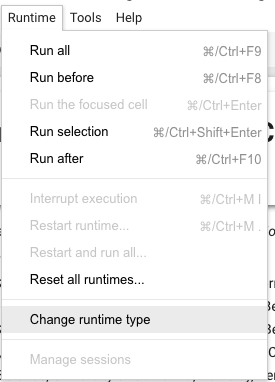 Runtime Tools Help
Run all ⌘/Ctrl+F9
Run before ⌘/Ctrl+F8
Run the focused cell ⌘/Ctrl+Enter
Run selection ⌘/Ctrl+Shift+Enter
Run after ⌘/Ctrl+F10
Interrupt execution ⌘/Ctrl+M I
Restart runtime... ⌘/Ctrl+M .
Restart and run all...
Reset all runtimes...
Change runtime type
Manage sessions